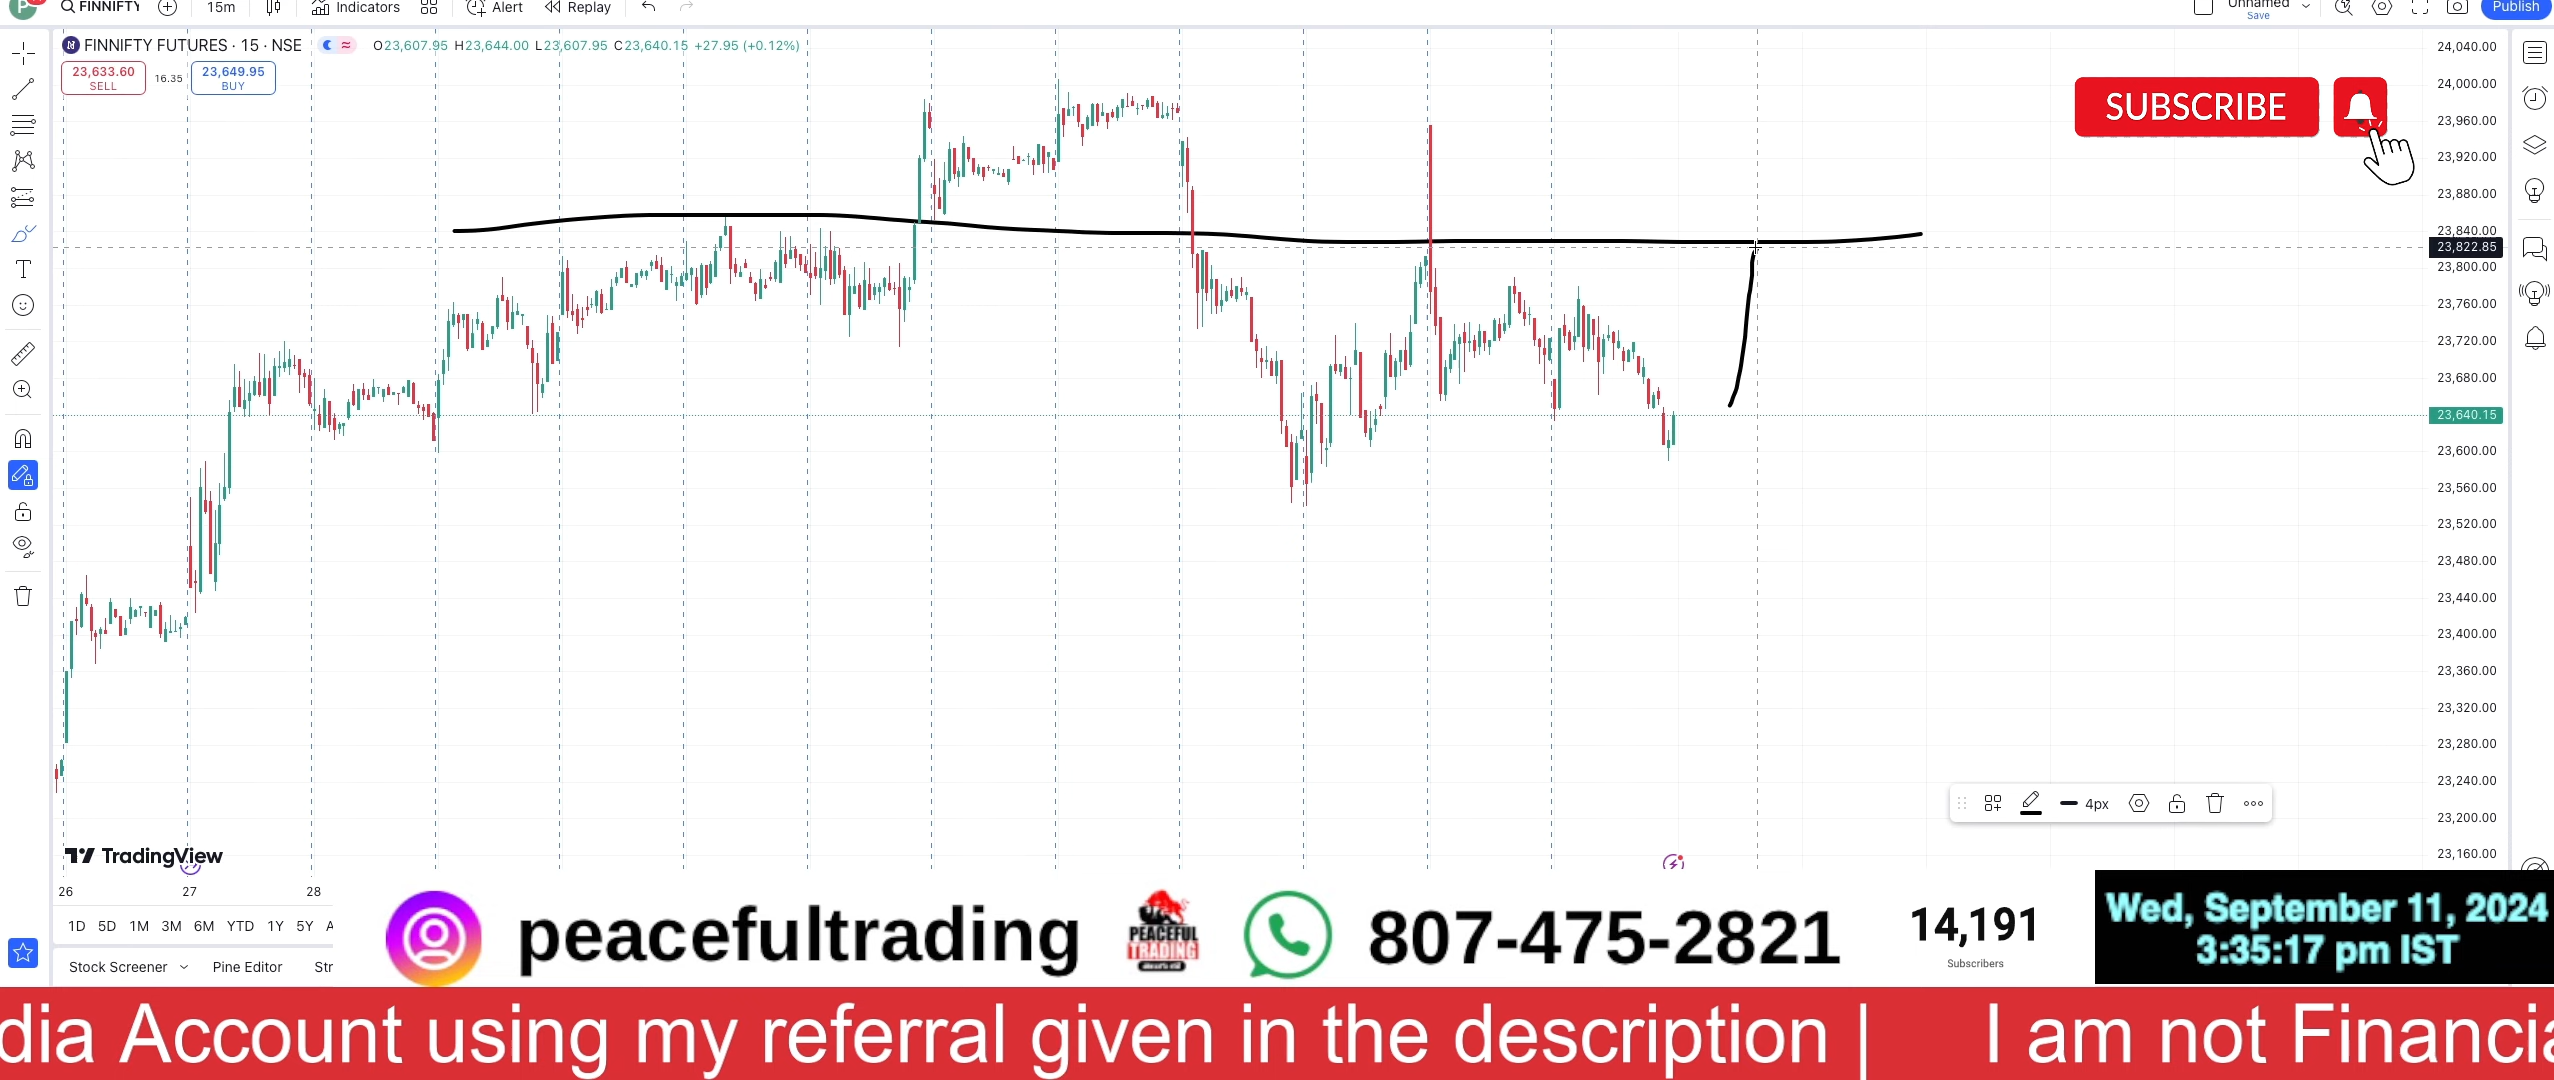 FINNIFTY
15m
Indicators
Alert
Replay
Unnamed
Save
Publish
FINNIFTY FUTURES · 15 · NSE
O23,607.95 H23,644.00 L23,607.95 C23,640.15 +27.95 (+0.12%)
23,633.60
SELL
16.35
23,649.95
BUY
SUBSCRIBE
24,040.00
24,000.00
23,960.00
23,920.00
23,880.00
23,840.00
23,822.85
23,800.00
23,760.00
23,720.00
23,680.00
23,640.15
23,600.00
23,560.00
23,520.00
23,480.00
23,440.00
23,400.00
23,360.00
23,320.00
23,280.00
23,240.00
23,200.00
23,160.00
4px
TradingView
26 27 28
1D 5D 1M 3M 6M YTD 1Y 5Y A
Stock Screener
Pine Editor
Str
peacefultrading
PEACEFUL
TRADING
807-475-2821
14,191
Subscribers
Wed, September 11, 2024
3:35:17 pm IST
dia Account using my referral given in the description | I am not Financia